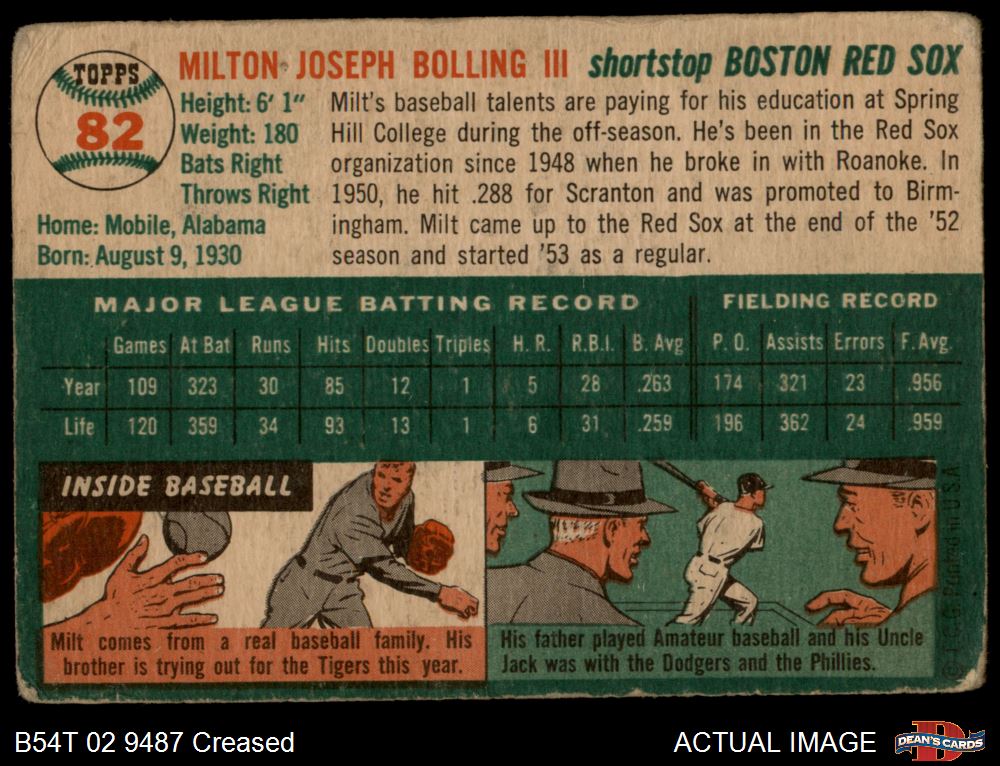 TOPPS
82
MILTON JOSEPH BOLLING III shortstop BOSTON RED SOX
Height: 6' 1"
Weight: 180
Bats Right
Throws Right
Home: Mobile, Alabama
Born: August 9, 1930
Milt's baseball talents are paying for his education at Spring
Hill College during the off-season. He's been in the Red Sox
organization since 1948 when he broke in with Roanoke. In
1950, he hit .288 for Scranton and was promoted to Birm-
ingham. Milt came up to the Red Sox at the end of the '52
season and started '53 as a regular.
MAJOR LEAGUE BATTING RECORD FIELDING RECORD
Games At Bat Runs Hits Doubles Triples H. R. R.B.I. B. Avg P. O. Assists Errors F. Avg.
Year 109 323 30 85 12 1 5 28 .263 174 321 23 .956
Life 120 359 34 93 13 1 6 31 .259 196 362 24 .959
INSIDE BASEBALL
Milt comes from a real baseball family. His
brother is trying out for the Tigers this year.
His father played Amateur baseball and his Uncle
Jack was with the Dodgers and the Phillies.
© T.C.G. Printed in U.S.A.
B54T 02 9487 Creased
ACTUAL IMAGE
DEAN'S CARDS